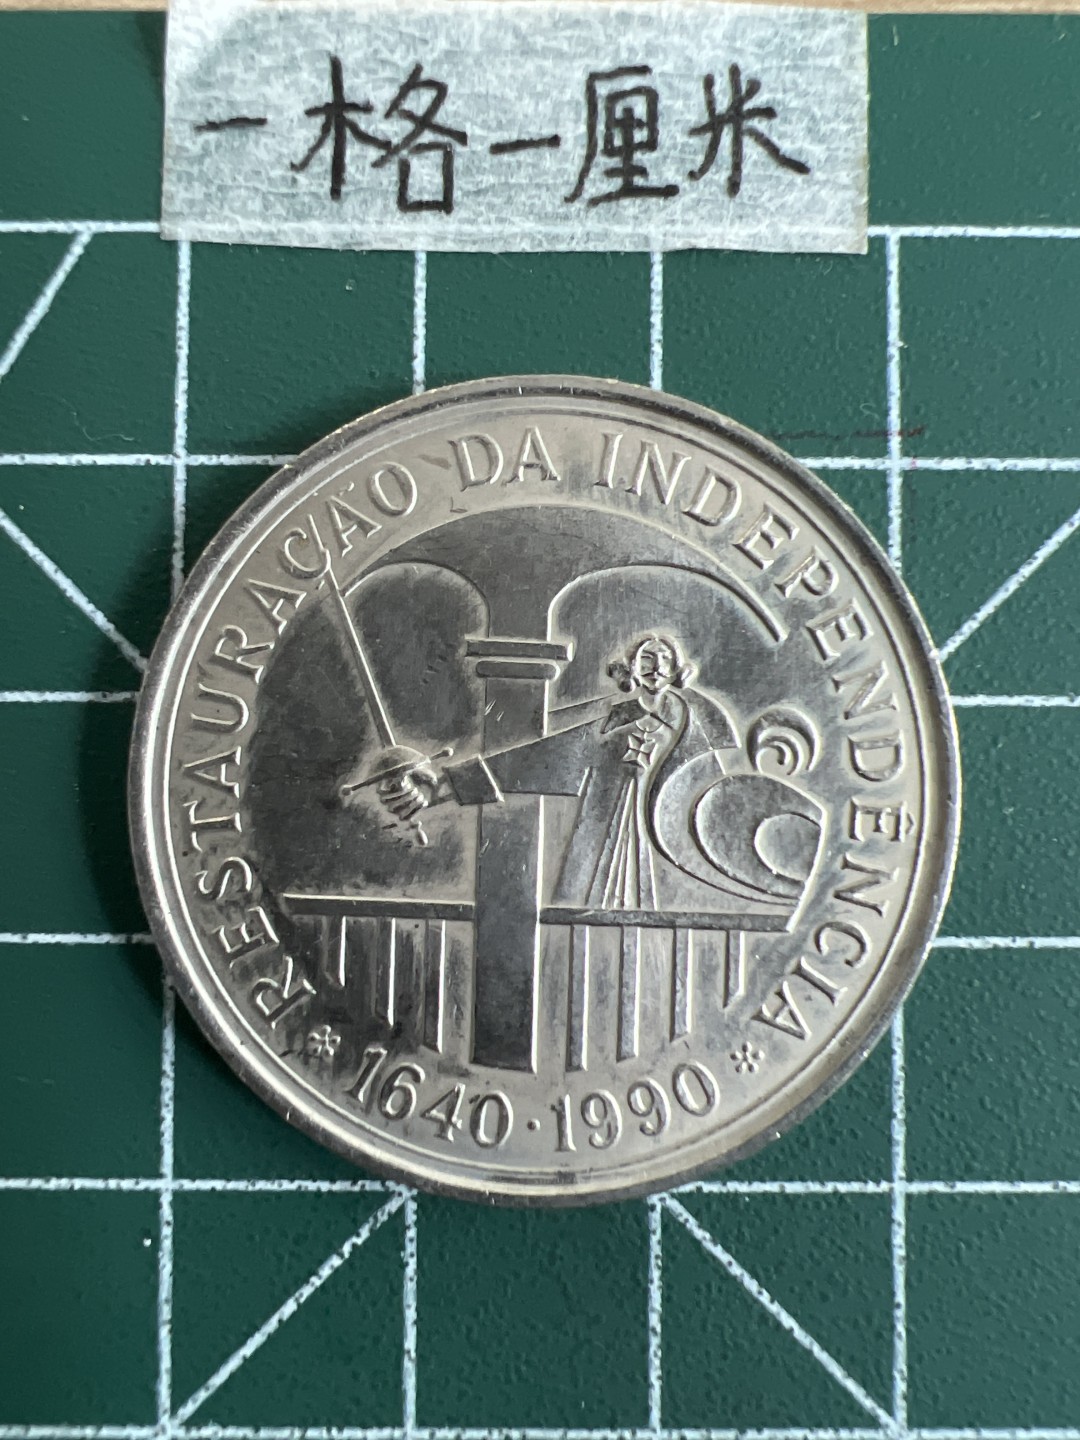 一格一厘米
RESTAURAÇÃO DA INDEPENDÊNCIA
* 1640·1990 *